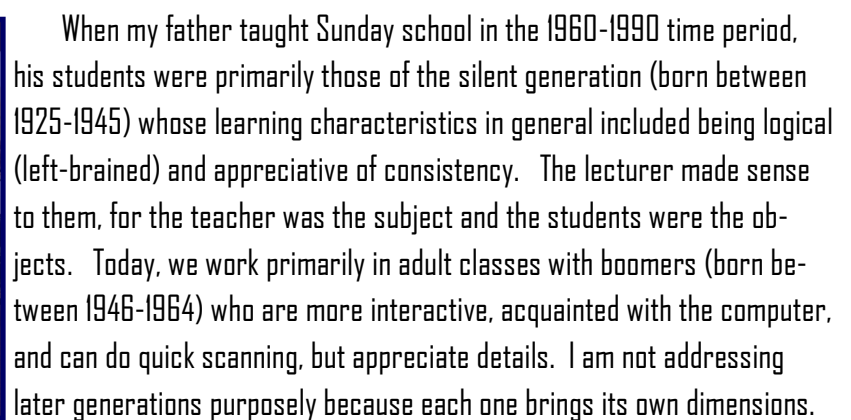 When my father taught Sunday school in the 1960-1990 time period,
his students were primarily those of the silent generation (born between
1925-1945) whose learning characteristics in general included being logical
(left-brained) and appreciative of consistency.   The lecturer made sense
to them, for the teacher was the subject and the students were the ob-
jects.   Today, we work primarily in adult classes with boomers (born be-
tween 1946-1964) who are more interactive, acquainted with the computer,
and can do quick scanning, but appreciate details.  I am not addressing
later generations purposely because each one brings its own dimensions.